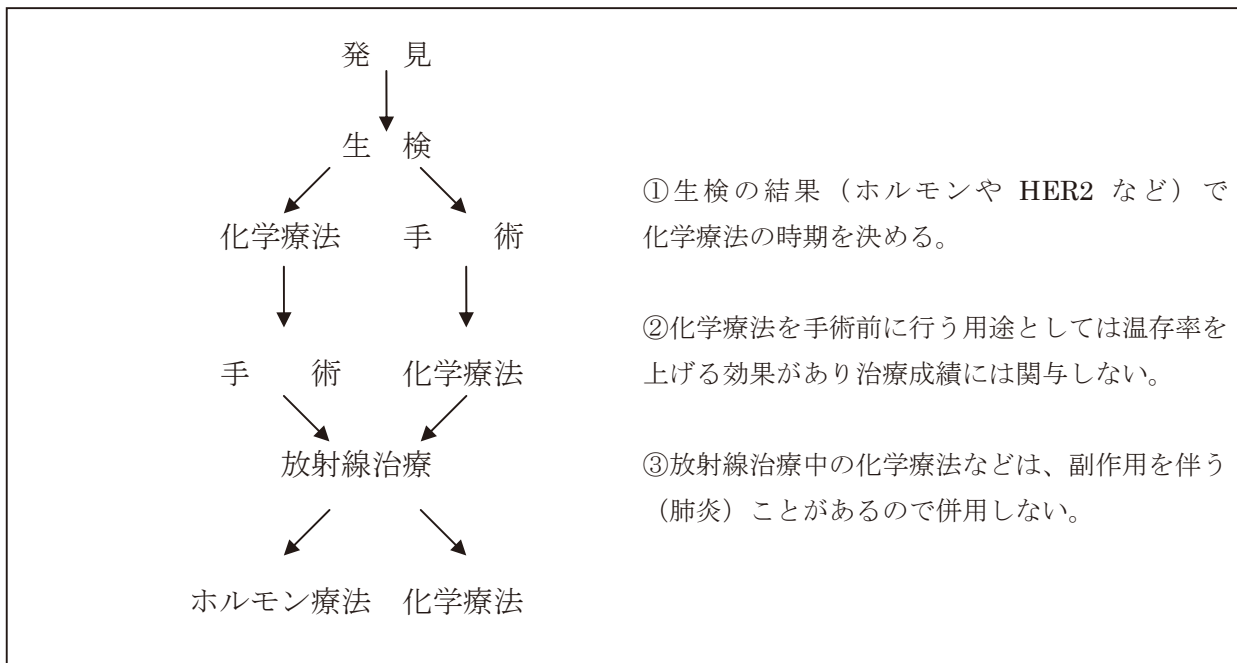 発　見
生　検
化学療法　手　　術
手　　術　化学療法
放射線治療
ホルモン療法　化学療法
①生検の結果（ホルモンや HER2 など）で
化学療法の時期を決める。
②化学療法を手術前に行う用途としては温存率を
上げる効果があり治療成績には関与しない。
③放射線治療中の化学療法などは、副作用を伴う
（肺炎）ことがあるので併用しない。